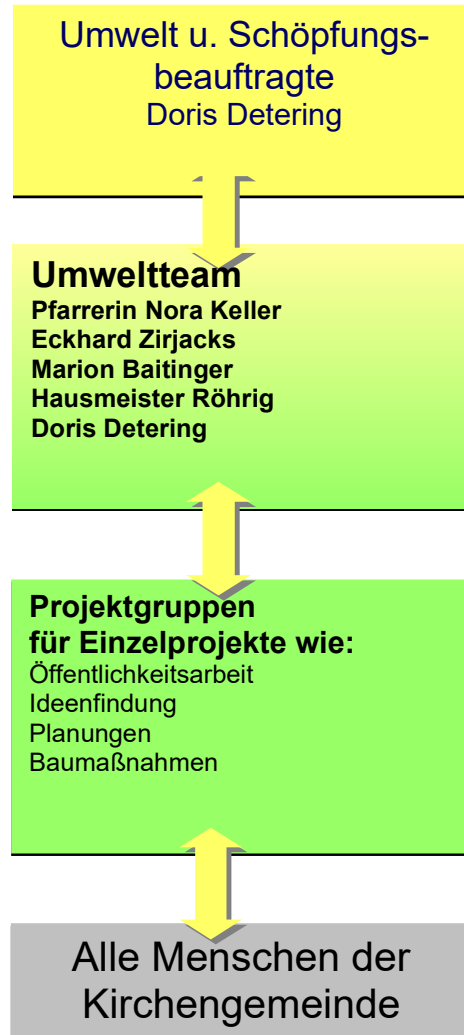 Umwelt u. Schöpfungs-
beauftragte
Doris Detering
Umweltteam
Pfarrerin Nora Keller
Eckhard Zirjacks
Marion Baitinger
Hausmeister Röhrig
Doris Detering
Projektgruppen
für Einzelprojekte wie:
Öffentlichkeitsarbeit
Ideenfindung
Planungen
Baumaßnahmen
Alle Menschen der
Kirchengemeinde